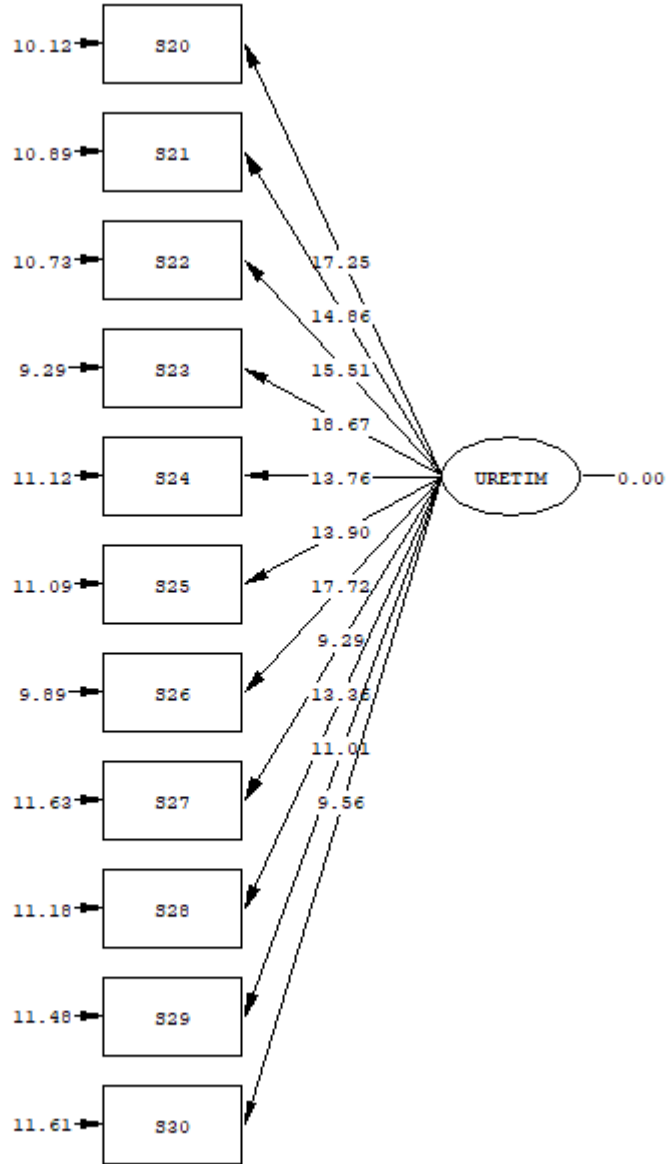 10.12 S20
10.89 S21
10.73 S22
17.25
14.86
15.51
9.29 S23
18.67
11.12 S24 13.76 URETIM 0.00
13.90
11.09 S25
17.72
9.29
9.89 S26 13.36
11.01
11.63 S27 9.56
11.18 S28
11.48 S29
11.61 S30